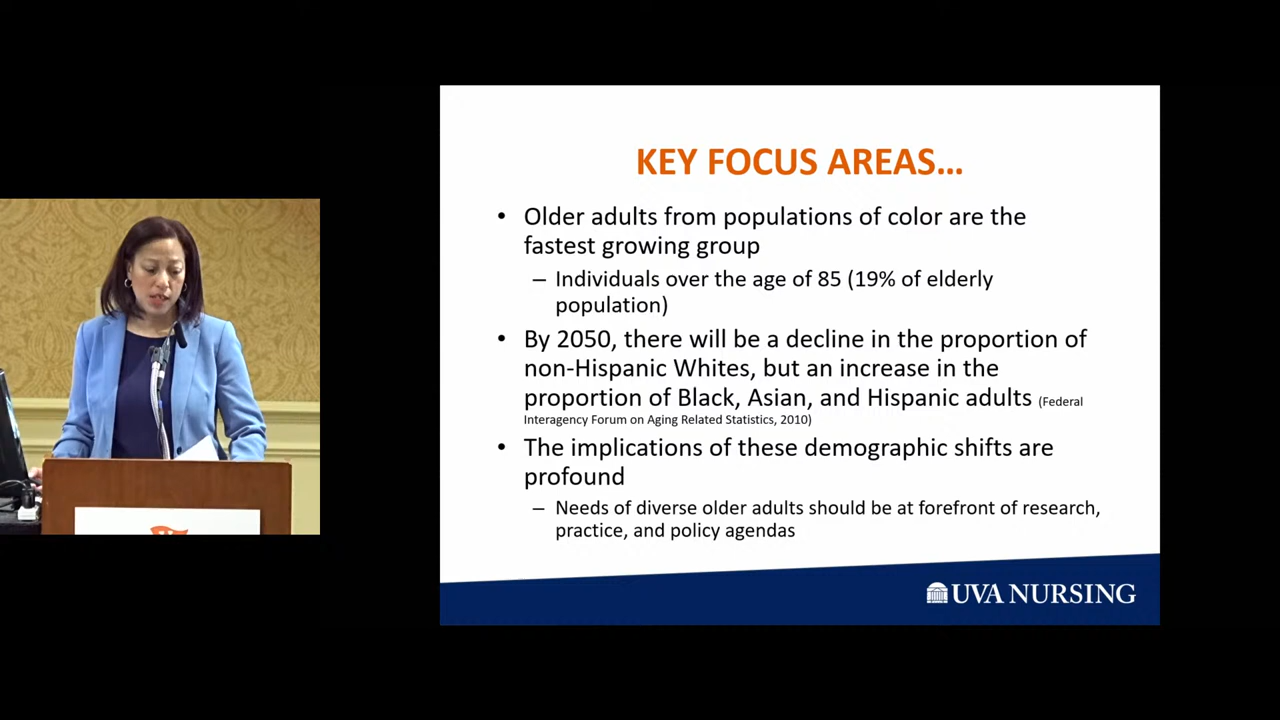 KEY FOCUS AREAS…
• Older adults from populations of color are the
fastest growing group
– Individuals over the age of 85 (19% of elderly
population)
• By 2050, there will be a decline in the proportion of
non-Hispanic Whites, but an increase in the
proportion of Black, Asian, and Hispanic adults (Federal
Interagency Forum on Aging Related Statistics, 2010)
• The implications of these demographic shifts are
profound
– Needs of diverse older adults should be at forefront of research,
practice, and policy agendas
UVA NURSING